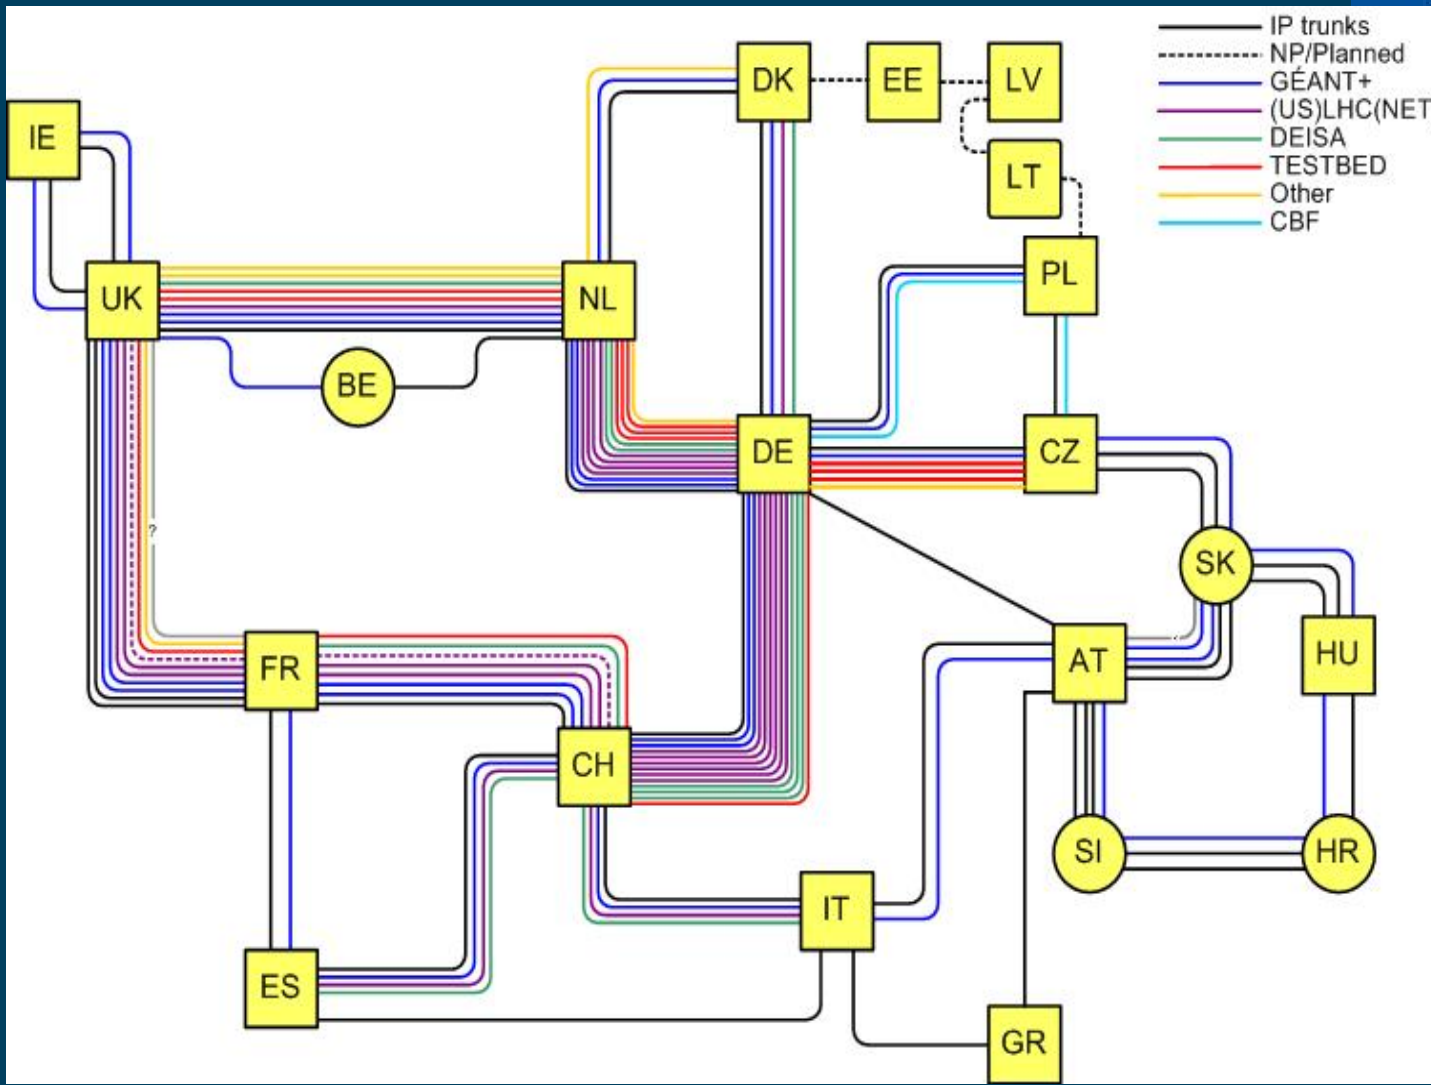 IP trunks
NP/Planned
GÉANT+
(US)LHC(NET
DEISA
TESTBED
Other
CBF
DK
EE
LV
IE
LT
UK
NL
PL
BE
DE
CZ
?
SK
FR
AT
HU
CH
SI
HR
IT
ES
GR